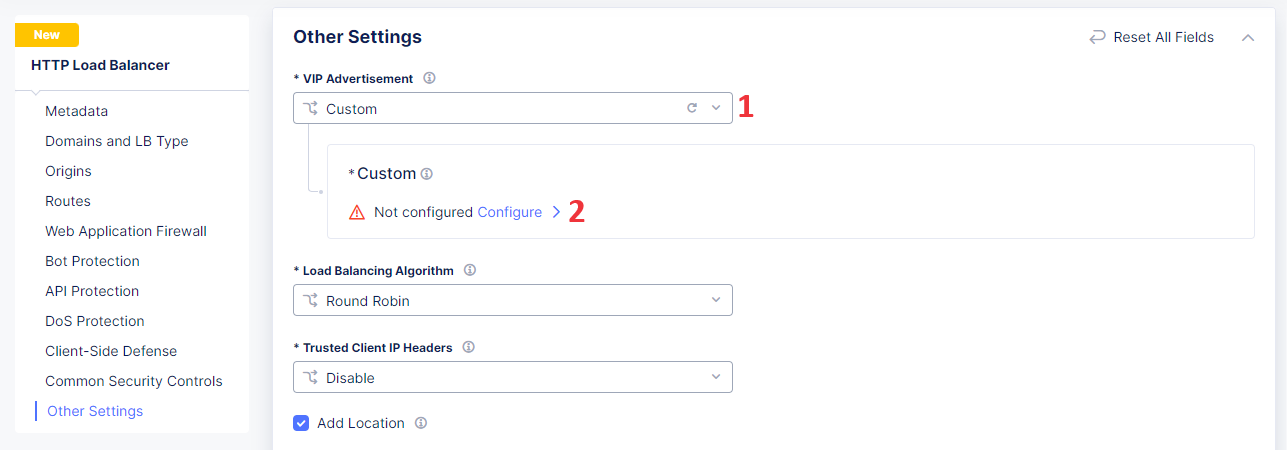 New
HTTP Load Balancer
Metadata
Domains and LB Type
Origins
Routes
Web Application Firewall
Bot Protection
API Protection
DoS Protection
Client-Side Defense
Common Security Controls
Other Settings
Other Settings
Reset All Fields
* VIP Advertisement
Custom
1
* Custom
Not configured Configure
2
* Load Balancing Algorithm
Round Robin
* Trusted Client IP Headers
Disable
Add Location